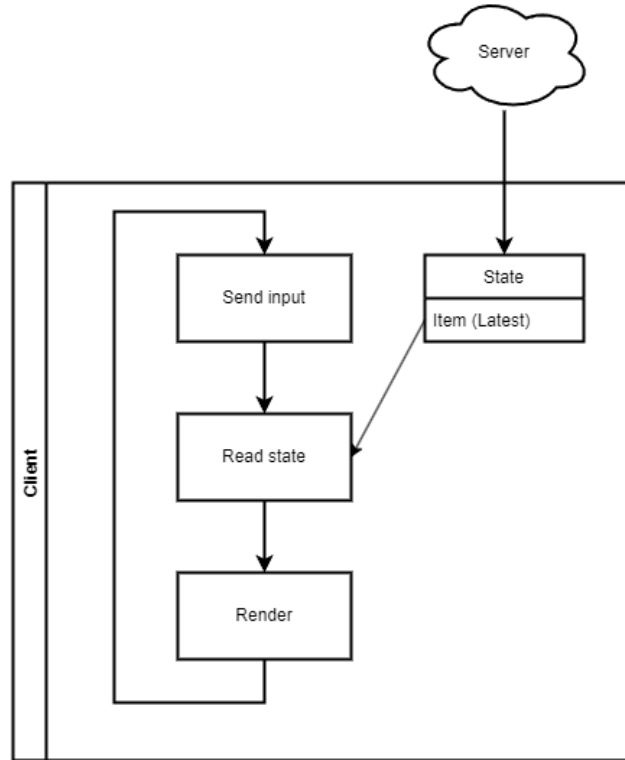 Server
Send input
State
Item (Latest)
Read state
Client
Render